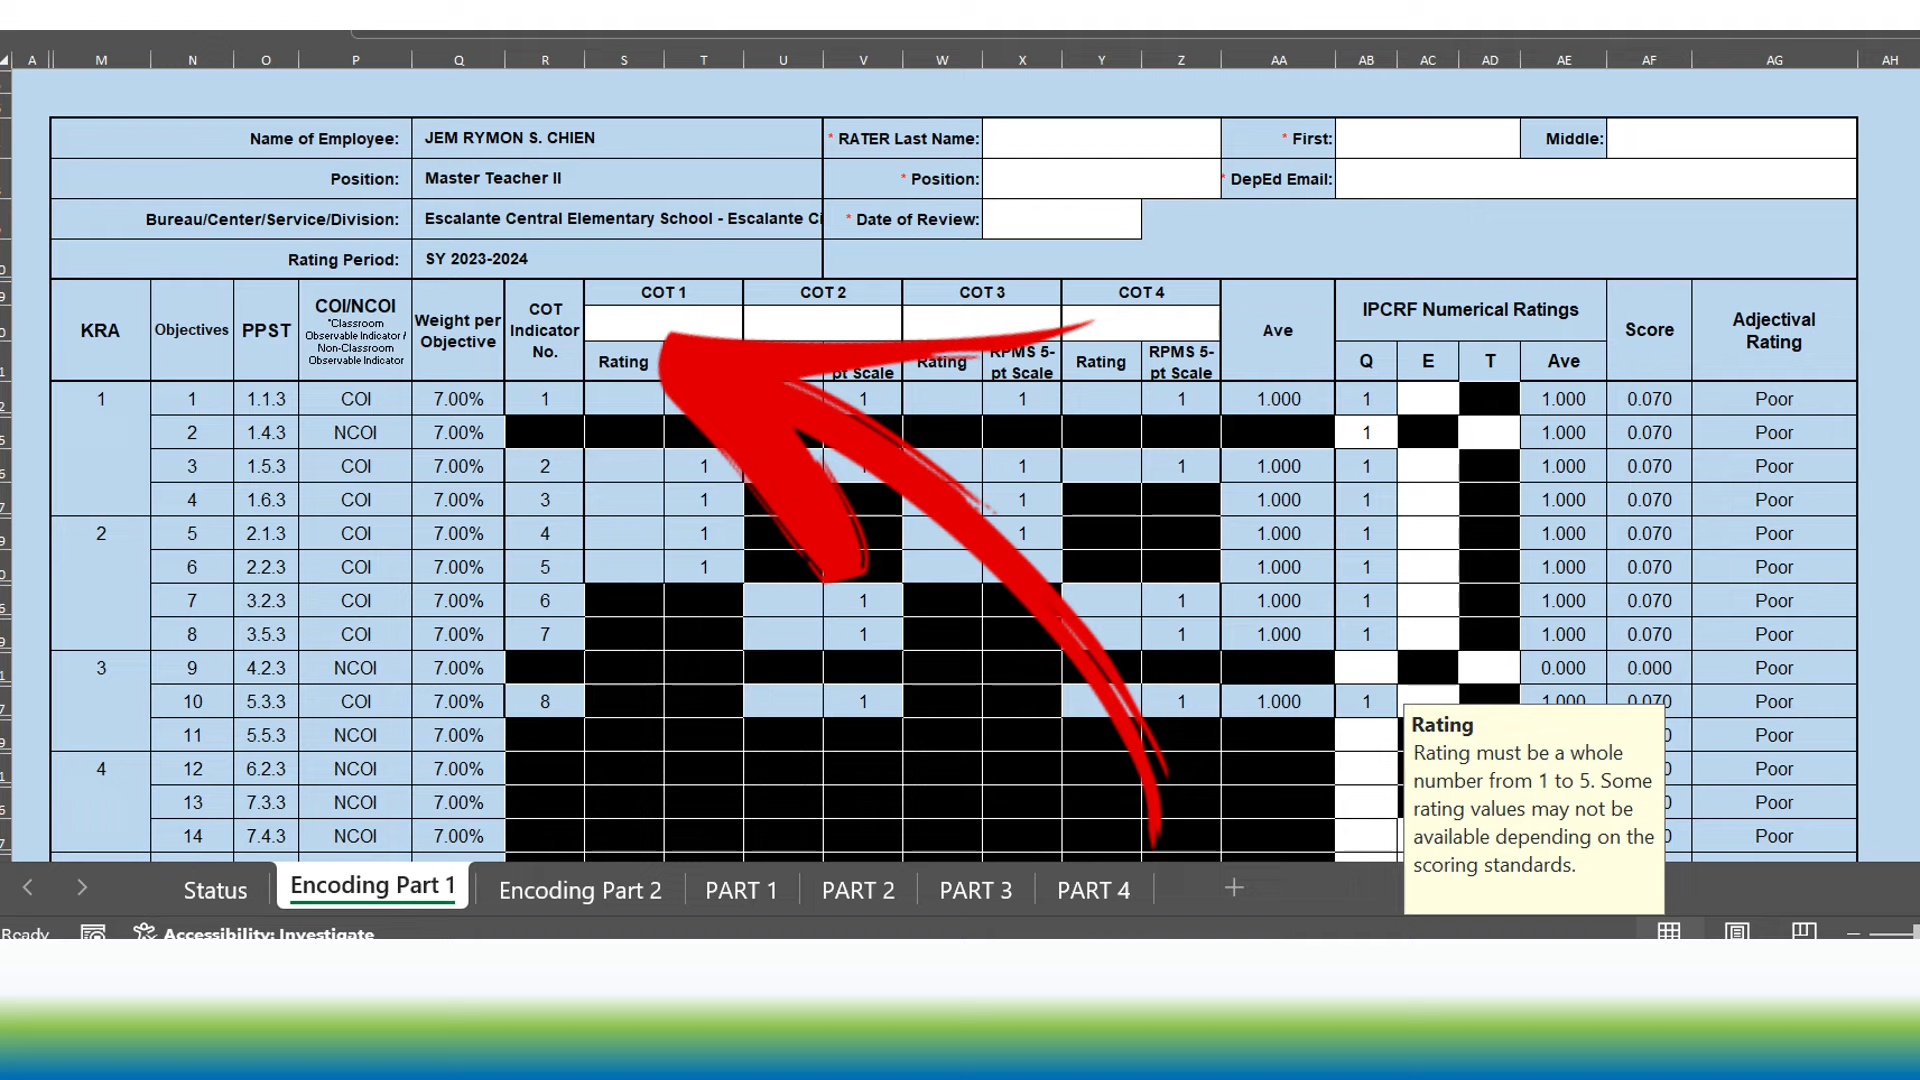 A M N O P Q R S T U V W X Y Z AA AB AC AD AE AF AG AH
Name of Employee: JEM RYMON S. CHIEN * RATER Last Name: * First: Middle:
Position: Master Teacher II * Position: * DepEd Email:
Bureau/Center/Service/Division: Escalante Central Elementary School - Escalante Ci * Date of Review:
Rating Period: SY 2023-2024
KRA Objectives PPST COI/NCOI Weight per Objective COT Indicator No. COT 1 COT 2 COT 3 COT 4 Ave IPCRF Numerical Ratings Score Adjectival Rating
*Classroom
Observable Indicator /
Non-Classroom
Observable Indicator
Rating pt Scale Rating RPMS 5-pt Scale Rating RPMS 5-pt Scale Q E T Ave
1 1 1.1.3 COI 7.00% 1 1 1 1 1.000 1 1.000 0.070 Poor
2 1.4.3 NCOI 7.00% 1 1.000 0.070 Poor
3 1.5.3 COI 7.00% 2 1 1 1 1.000 1 1.000 0.070 Poor
4 1.6.3 COI 7.00% 3 1 1 1.000 1 1.000 0.070 Poor
2 5 2.1.3 COI 7.00% 4 1 1 1.000 1 1.000 0.070 Poor
6 2.2.3 COI 7.00% 5 1 1.000 1 1.000 0.070 Poor
7 3.2.3 COI 7.00% 6 1 1 1.000 1 1.000 0.070 Poor
8 3.5.3 COI 7.00% 7 1 1 1.000 1 1.000 0.070 Poor
3 9 4.2.3 NCOI 7.00% 0.000 0.000 Poor
10 5.3.3 COI 7.00% 8 1 1 1.000 1 1.000 0.070 Poor
11 5.5.3 NCOI 7.00% Poor
4 12 6.2.3 NCOI 7.00% Poor
13 7.3.3 NCOI 7.00% Poor
14 7.4.3 NCOI 7.00% Poor
Rating
Rating must be a whole
number from 1 to 5. Some
rating values may not be
available depending on the
scoring standards.
Status Encoding Part 1 Encoding Part 2 PART 1 PART 2 PART 3 PART 4
Ready Accessibility: Investigate